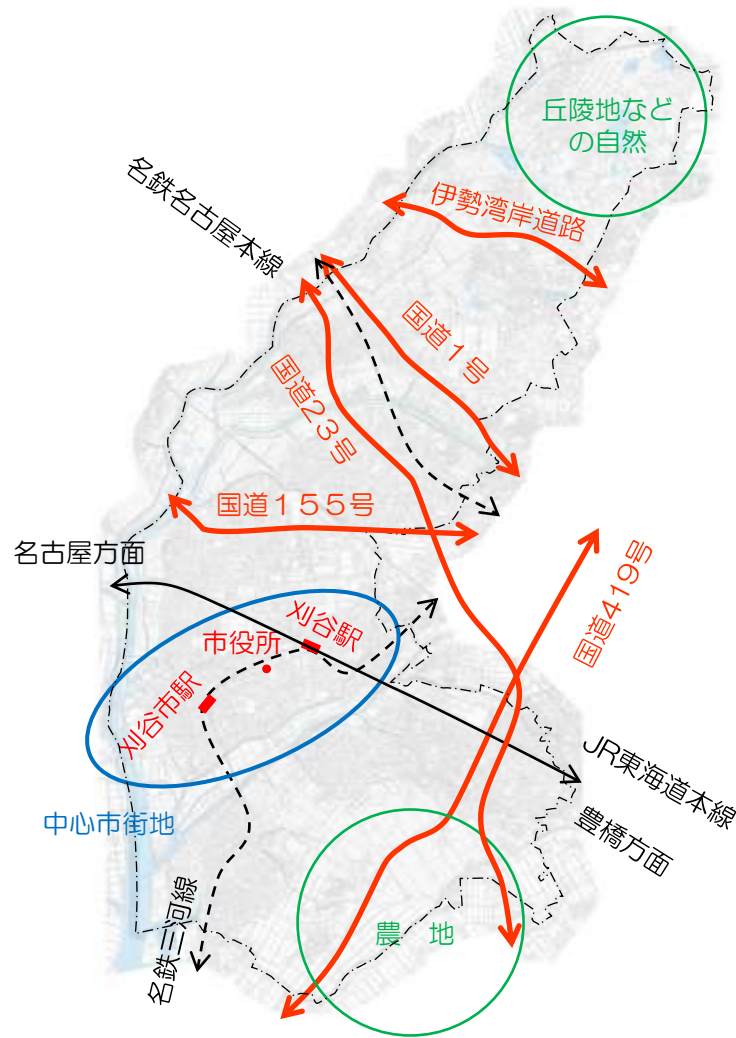 丘陵地など
の自然
名鉄名古屋本線
伊勢湾岸道路
国道1号
国道23号
国道155号
名古屋方面
国道419号
刈谷駅
市役所
刈谷市駅
JR東海道本線
豊橋方面
中心市街地
農 地
名鉄三河線